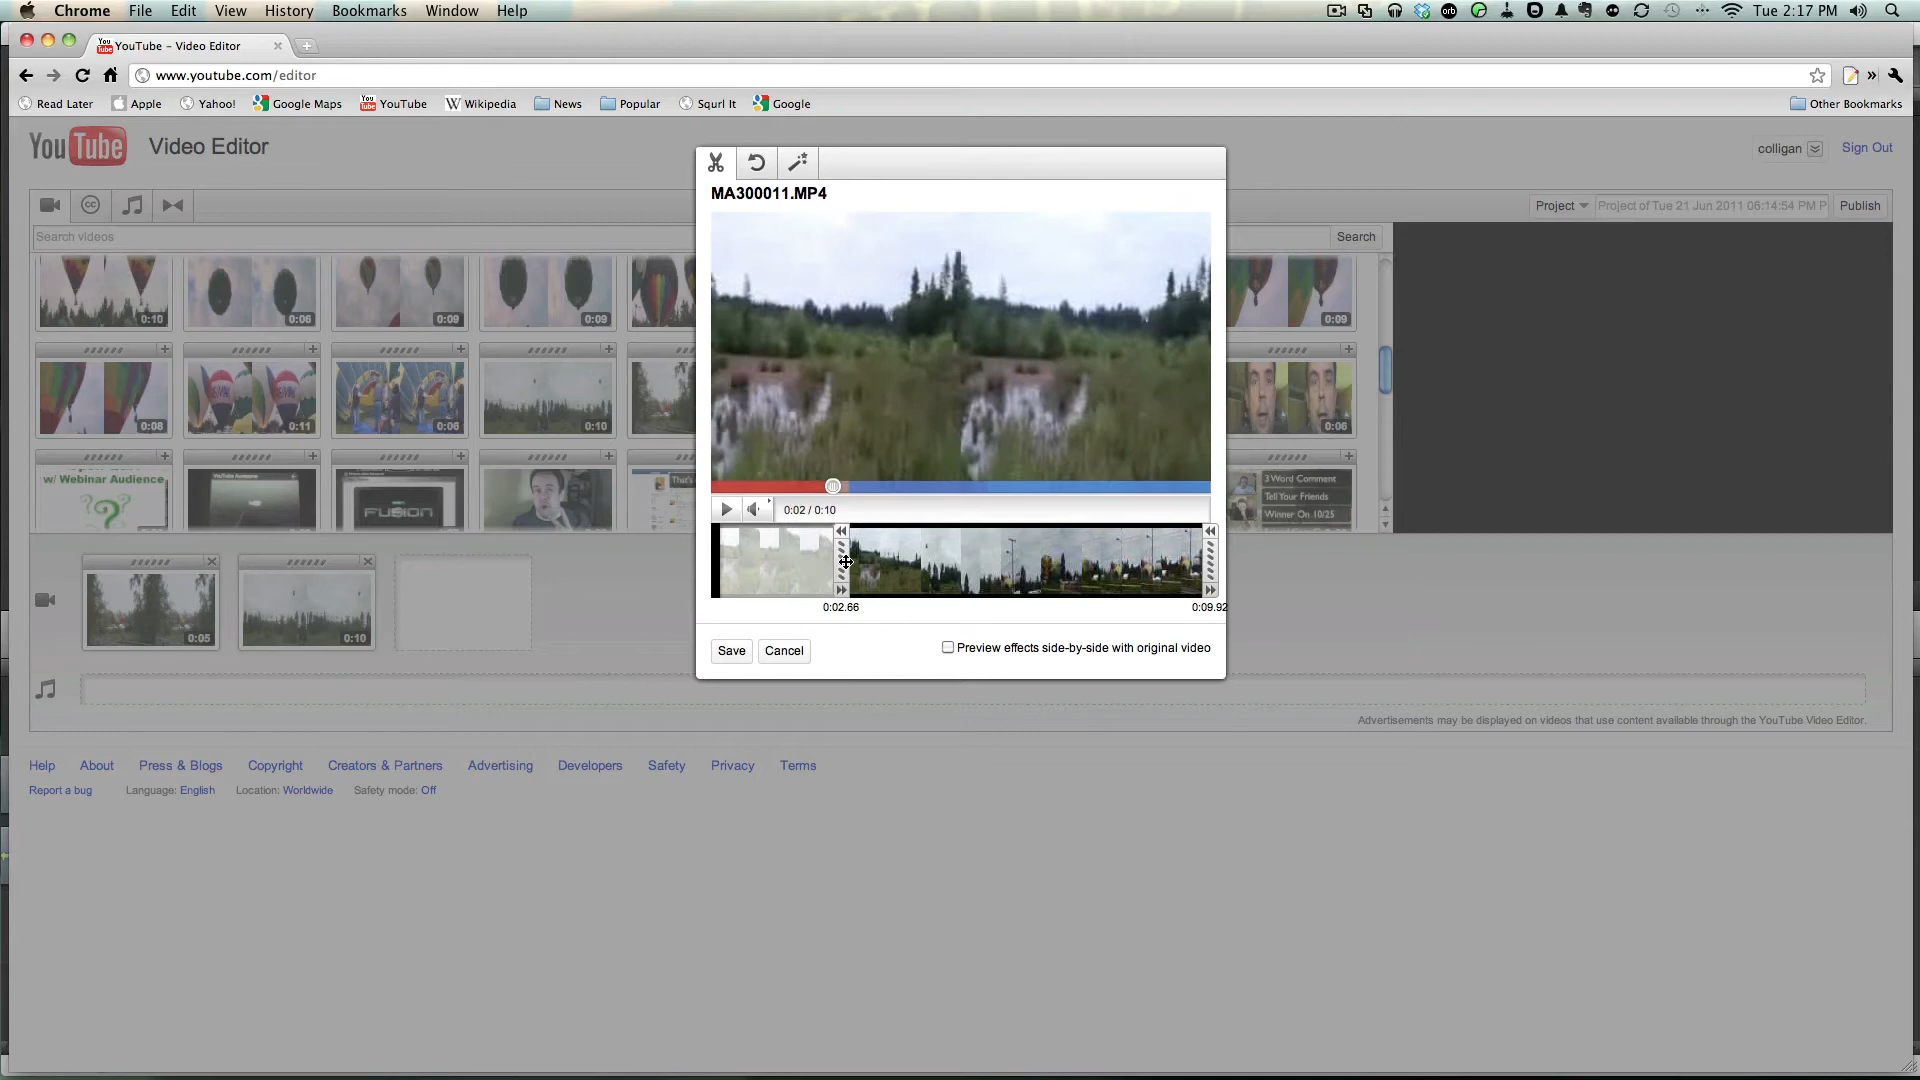 Chrome File Edit View History Bookmarks Window Help
orb
Tue 2:17 PM
You Tube YouTube – Video Editor
www.youtube.com/editor
Read Later Apple Yahoo! Google Maps YouTube Wikipedia News Popular Squrl It Google Other Bookmarks
YouTube Video Editor
colligan Sign Out
CC
Project Project of Tue 21 Jun 2011 06:14:54 PM P Publish
Search videos Search
MA300011.MP4
0:10 0:06 0:09 0:09 0:09
0:08 0:11 0:06 0:10 0:06
w/ Webinar Audience
?
YouTube Awesome
FUSION
That's
3 Word Comment
Tell Your Friends
Winner On 10/25
0:02 / 0:10
0:02.66 0:09.92
0:05 0:10
Save Cancel Preview effects side-by-side with original video
Advertisements may be displayed on videos that use content available through the YouTube Video Editor.
Help About Press & Blogs Copyright Creators & Partners Advertising Developers Safety Privacy Terms
Report a bug Language: English Location: Worldwide Safety mode: Off